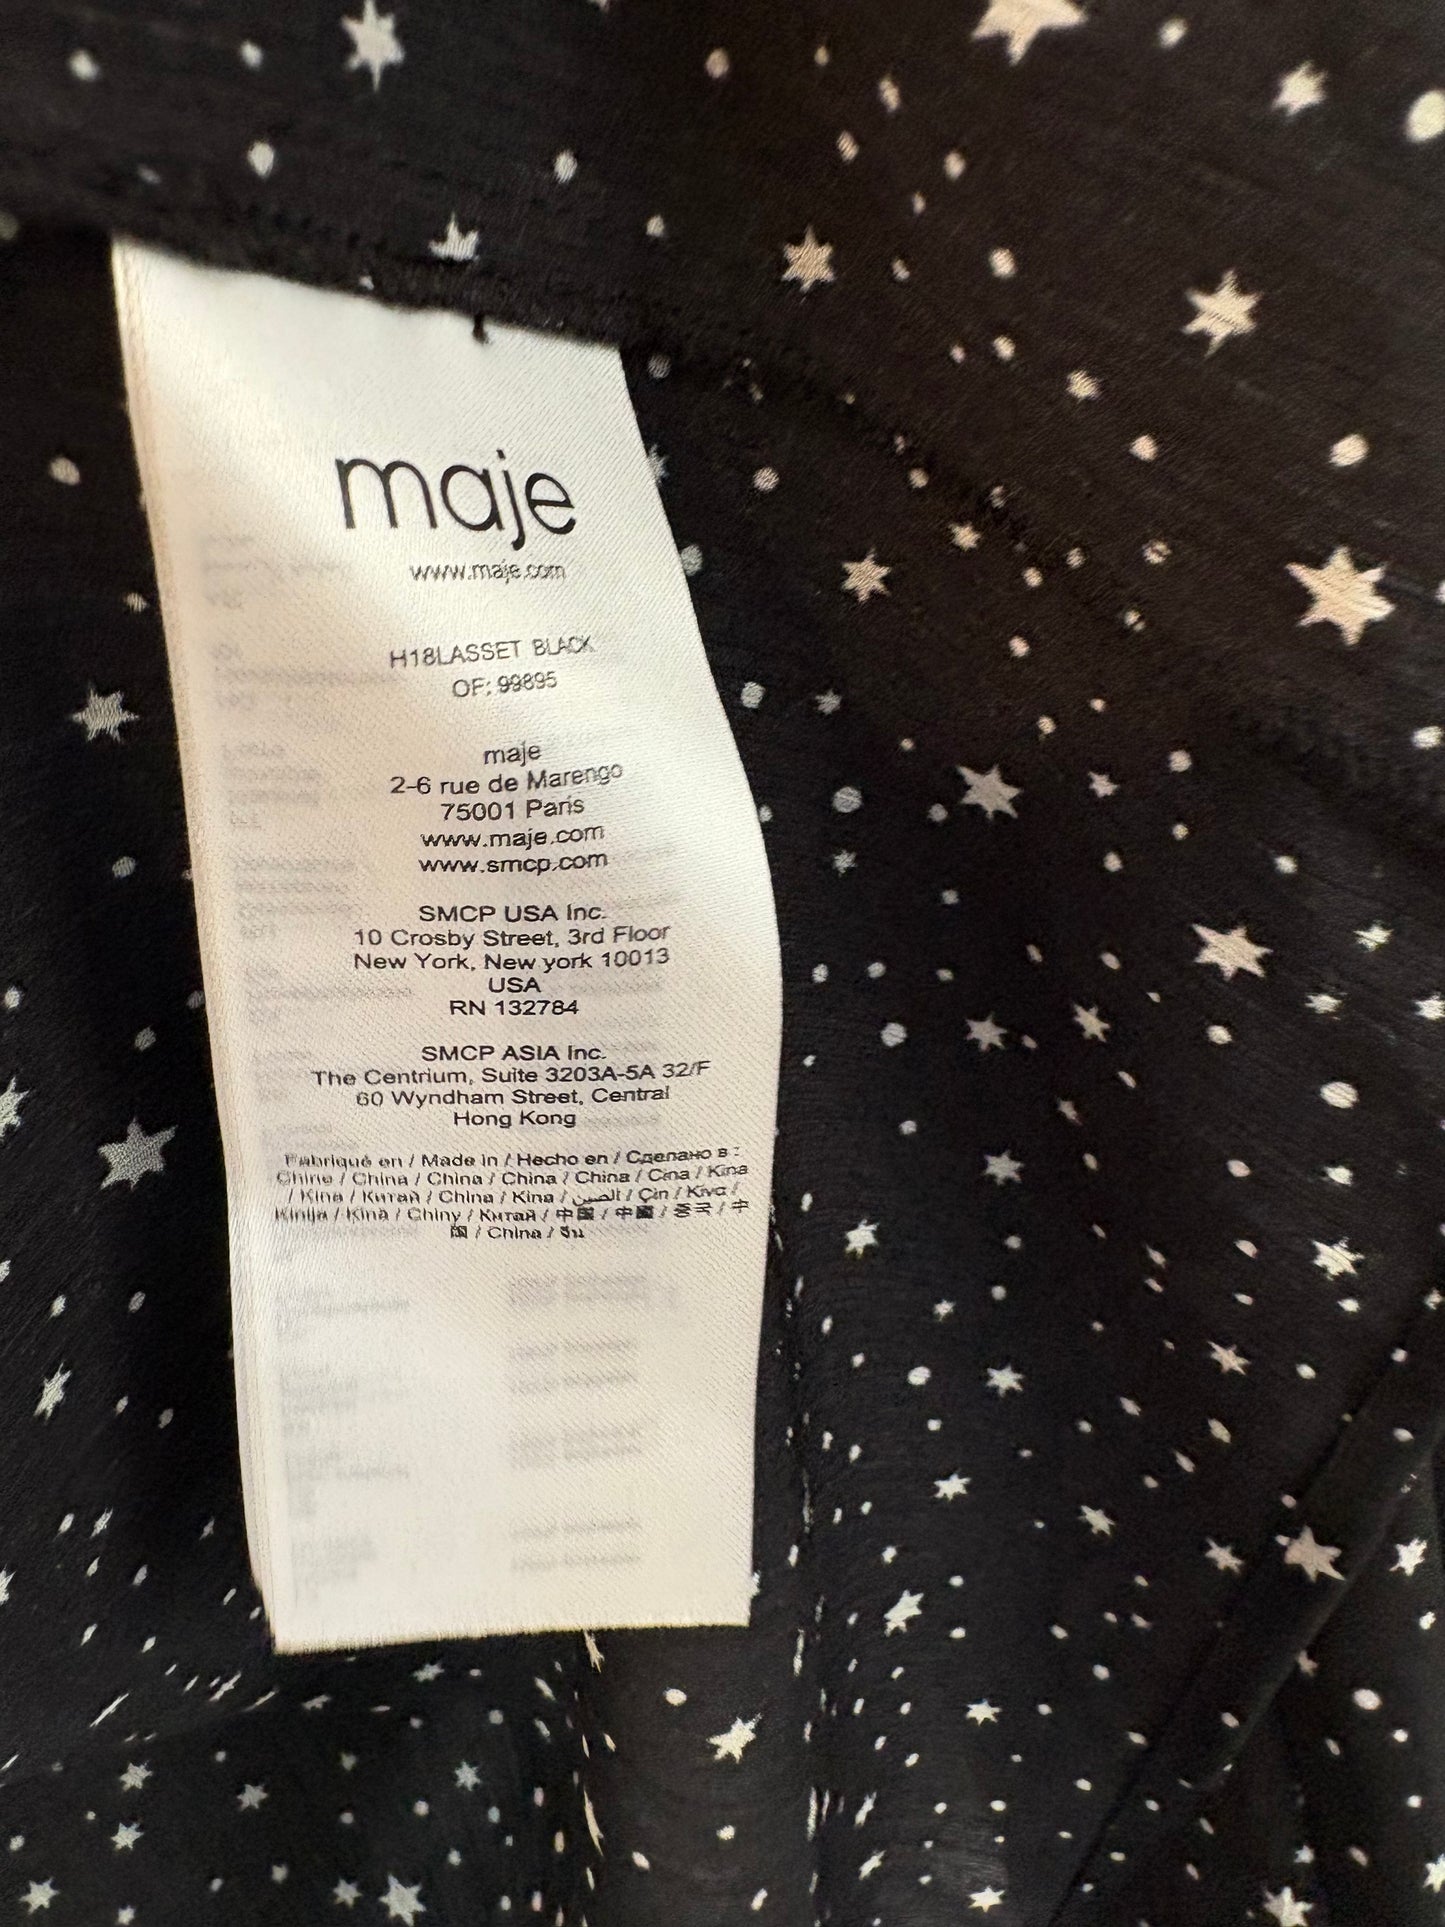 maje
www.maje.com
H18LASSET BLACK
OF: 99895
maje
2-6 rue de Marengo
75001 Paris
www.maje.com
www.smcp.com
SMCP USA Inc.
10 Crosby Street, 3rd Floor
New York, New york 10013
USA
RN 132784
SMCP ASIA Inc.
The Centrium, Suite 3203A-5A 32/F
60 Wyndham Street, Central
Hong Kong
Fabriqué en / Made in / Hecho en / Сделано в :
Chine / China / China / China / China / Cina / Kina
/ Kina / Китай / China / Kina / الصين / Çin / Κινα /
Kinija / Kīna / Chiny / Китай / 中国 / 中國 / 중국 / 中
国 / China / จีน